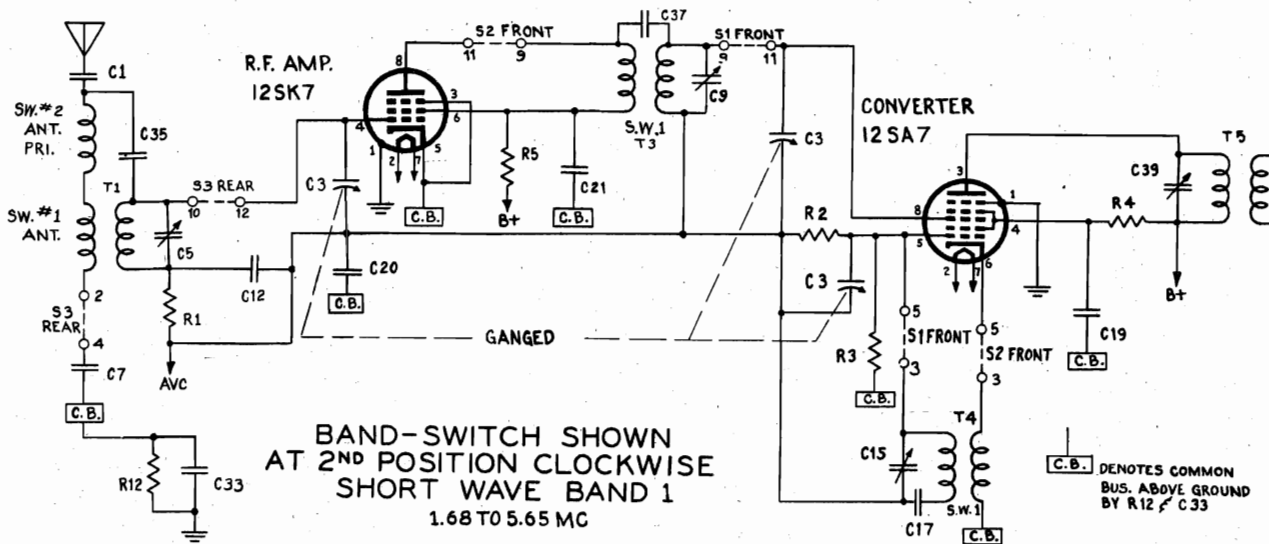 C1
SW.#2
ANT.
PRI.
C35
SW.#1
ANT.
T1
S3 REAR
10 12
C5
C12
R1
AVC
2
S3
REAR
4
C7
C.B.
R12
C33
R.F. AMP.
12SK7
8
3
6
4
1
2
7
5
C3
C20
C.B.
C.B.
R5
B+
C21
C.B.
S2 FRONT
11 9
C37
S.W.1
T3
C9
S1 FRONT
9 11
C3
GANGED
CONVERTER
12SA7
3
1
8
4
5
2
7
6
R2
C3
R3
C.B.
5
S1 FRONT
3
5
S2 FRONT
3
C15
C17
T4
S.W.1
C.B.
C39
T5
R4
B+
C19
C.B.
BAND-SWITCH SHOWN
AT 2ND POSITION CLOCKWISE
SHORT WAVE BAND 1
1.68 TO 5.65 MC
C.B. DENOTES COMMON
BUS. ABOVE GROUND
BY R12 & C33